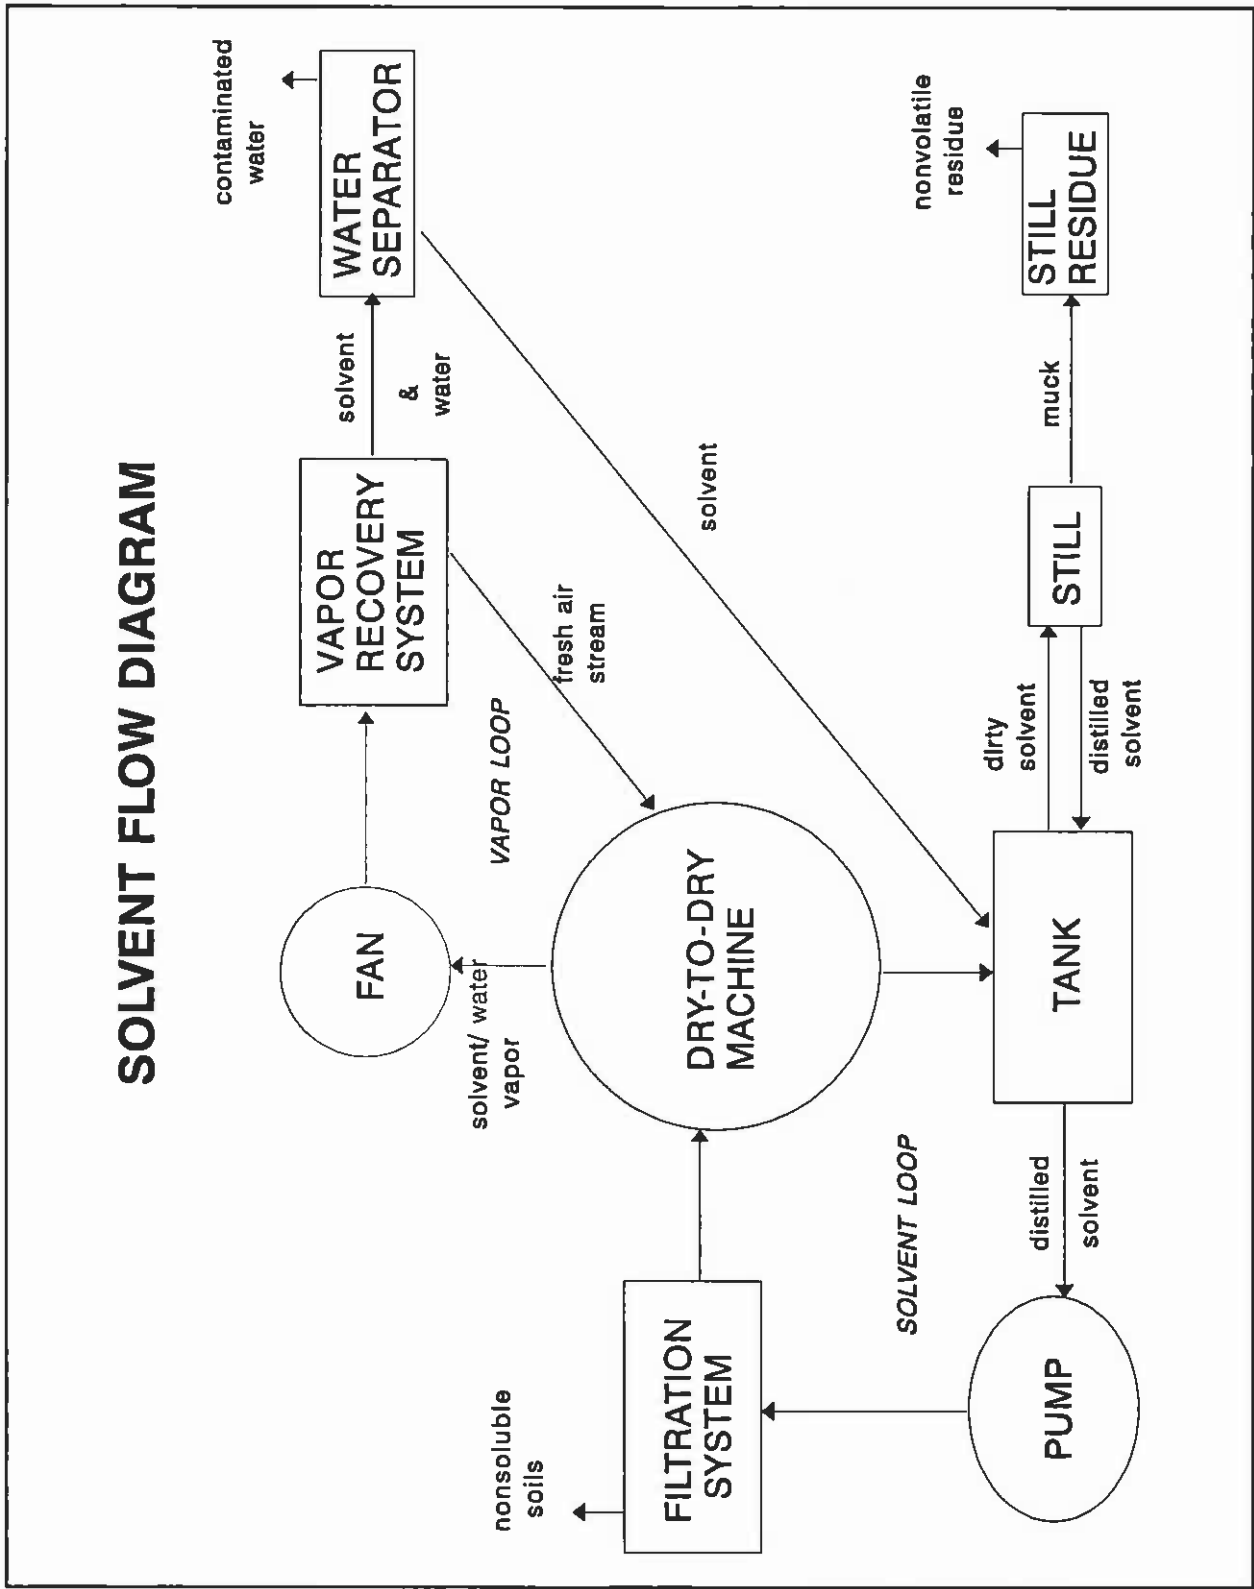 SOLVENT FLOW DIAGRAM
contaminated
water
WATER
SEPARATOR
solvent
&
water
VAPOR
RECOVERY
SYSTEM
FAN
solvent/ water
vapor
VAPOR LOOP
fresh air
stream
solvent
nonsoluble
soils
FILTRATION
SYSTEM
DRY-TO-DRY
MACHINE
SOLVENT LOOP
PUMP
distilled
solvent
TANK
dirty
solvent
distilled
solvent
STILL
muck
STILL
RESIDUE
nonvolatile
residue